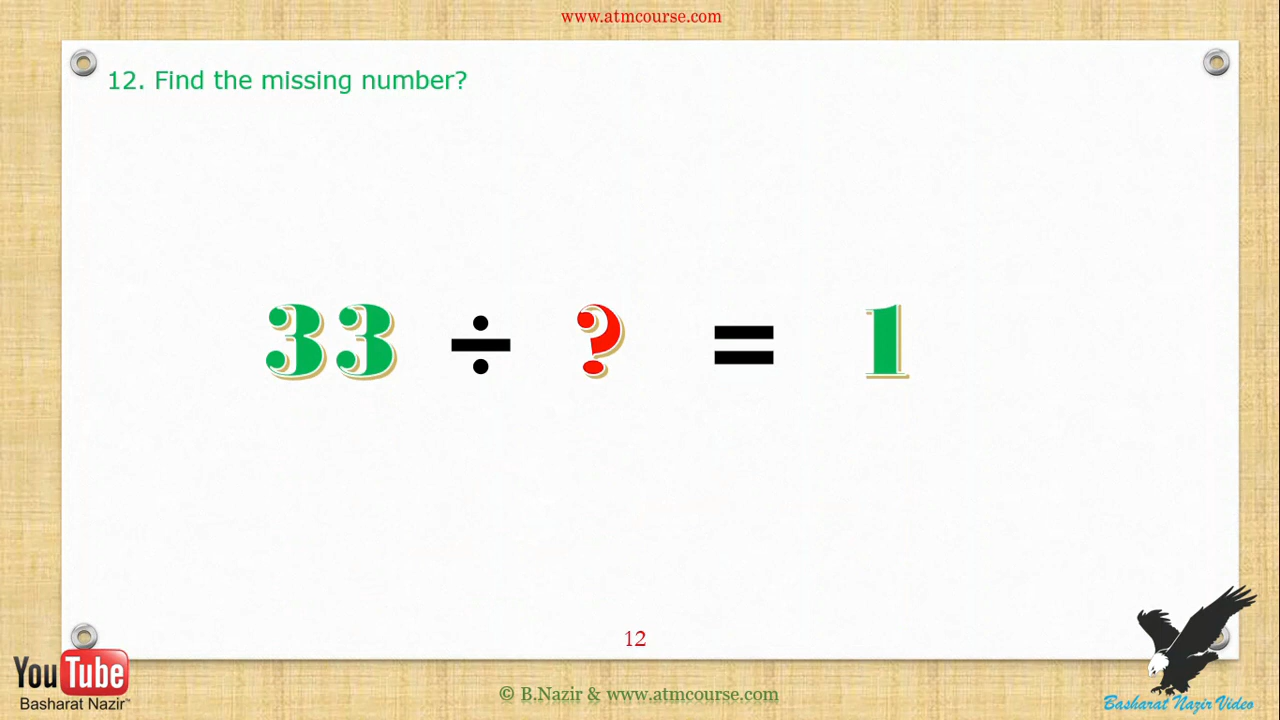 www.atmcourse.com
12. Find the missing number?
33 ÷ ? = 1
12
YouTube
Basharat Nazir™
© B.Nazir & www.atmcourse.com
Basharat Nazir Video